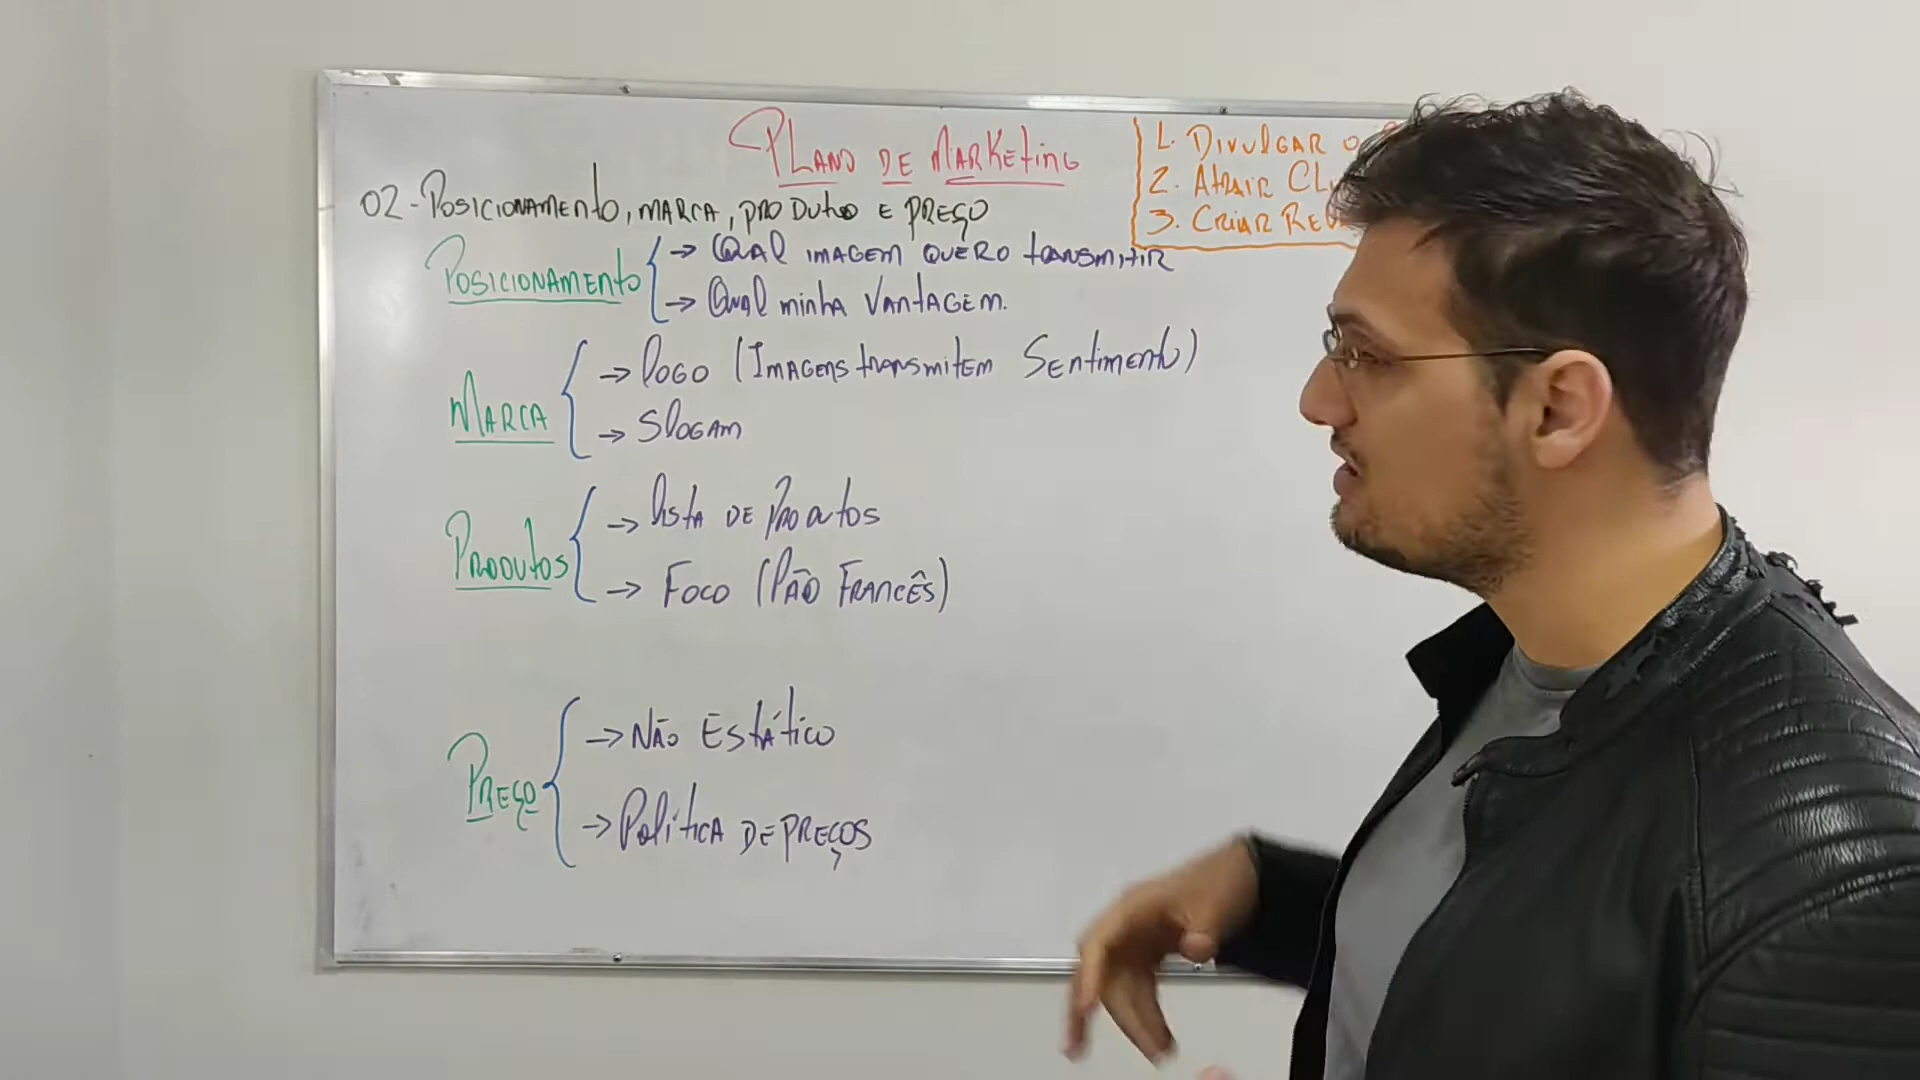 Plano de Marketing
1. Divulgar o
2. Atrair
3. Criar
02 - Posicionamento, marca, produto e preço
Posicionamento
→ Qual imagem quero transmitir
→ Qual minha vantagem.
Marca
→ Logo (Imagens transmitem Sentimento)
→ Slogam
Produtos
→ Lista de Produtos
→ Foco (Pão Francês)
Preço
→ Não Estático
→ Política de preços